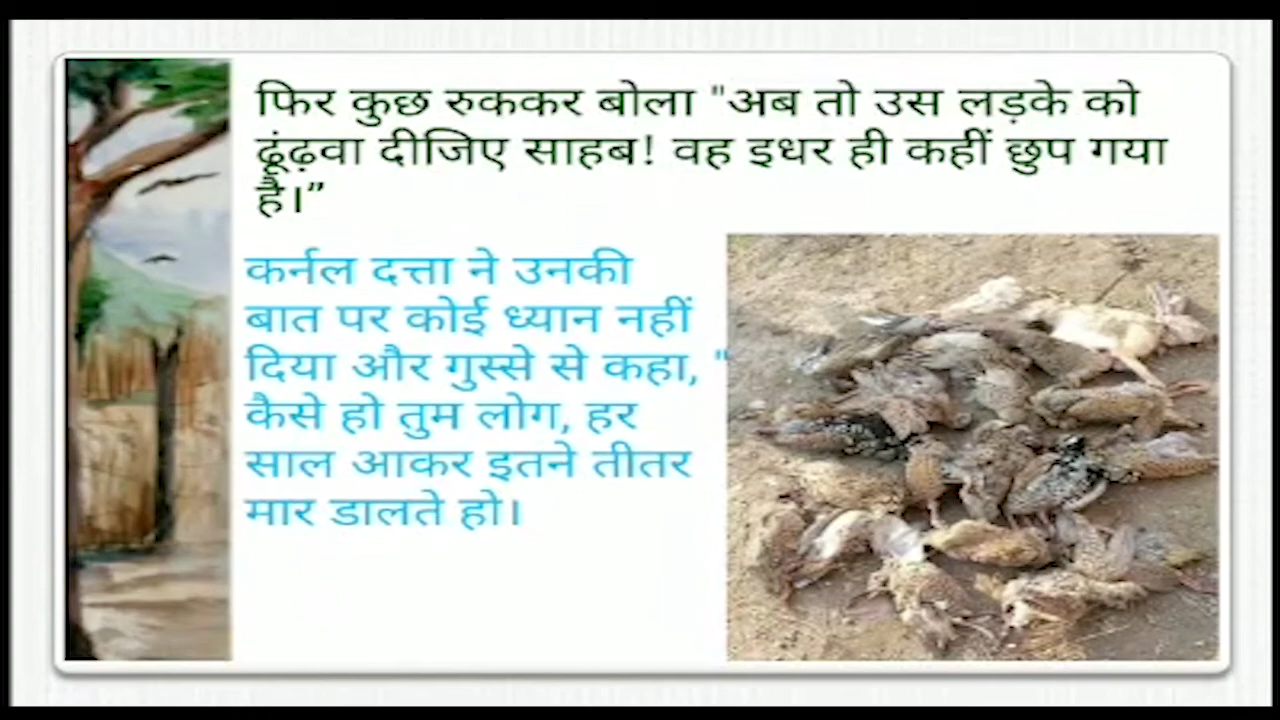 फिर कुछ रुककर बोला "अब तो उस लड़के को
ढूंढ़वा दीजिए साहब! वह इधर ही कहीं छुप गया
है।”
कर्नल दत्ता ने उनकी
बात पर कोई ध्यान नहीं
दिया और गुस्से से कहा, "
कैसे हो तुम लोग, हर
साल आकर इतने तीतर
मार डालते हो।